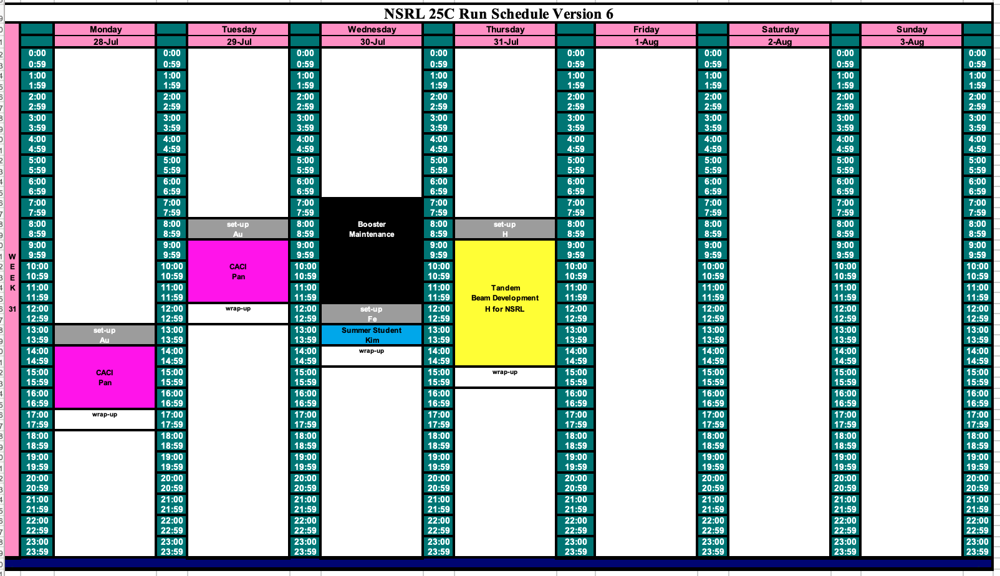 NSRL 25C Run Schedule Version 6
Monday Tuesday Wednesday Thursday Friday Saturday Sunday
28-Jul 29-Jul 30-Jul 31-Jul 1-Aug 2-Aug 3-Aug
0:00 0:00 0:00 0:00 0:00 0:00 0:00 0:00
0:59 0:59 0:59 0:59 0:59 0:59 0:59 0:59
1:00 1:00 1:00 1:00 1:00 1:00 1:00 1:00
1:59 1:59 1:59 1:59 1:59 1:59 1:59 1:59
2:00 2:00 2:00 2:00 2:00 2:00 2:00 2:00
2:59 2:59 2:59 2:59 2:59 2:59 2:59 2:59
3:00 3:00 3:00 3:00 3:00 3:00 3:00 3:00
3:59 3:59 3:59 3:59 3:59 3:59 3:59 3:59
4:00 4:00 4:00 4:00 4:00 4:00 4:00 4:00
4:59 4:59 4:59 4:59 4:59 4:59 4:59 4:59
5:00 5:00 5:00 5:00 5:00 5:00 5:00 5:00
5:59 5:59 5:59 5:59 5:59 5:59 5:59 5:59
6:00 6:00 6:00 6:00 6:00 6:00 6:00 6:00
6:59 6:59 6:59 6:59 6:59 6:59 6:59 6:59
7:00 7:00 7:00 7:00 7:00 7:00 7:00 7:00
7:59 7:59 7:59 7:59 7:59 7:59 7:59 7:59
8:00 8:00 set-up 8:00 Booster 8:00 set-up 8:00 8:00 8:00 8:00
8:59 8:59 Au 8:59 Maintenance 8:59 H 8:59 8:59 8:59 8:59
9:00 9:00 9:00 9:00 9:00 9:00 9:00 9:00
W 9:59 9:59 9:59 9:59 9:59 9:59 9:59 9:59
E 10:00 10:00 CACI 10:00 10:00 10:00 10:00 10:00 10:00
E 10:59 10:59 Pan 10:59 10:59 10:59 10:59 10:59 10:59
K 11:00 11:00 11:00 11:00 Tandem 11:00 11:00 11:00 11:00
11:59 11:59 11:59 11:59 Beam Development 11:59 11:59 11:59 11:59
31 12:00 12:00 wrap-up 12:00 set-up 12:00 H for NSRL 12:00 12:00 12:00 12:00
12:59 12:59 12:59 Fe 12:59 12:59 12:59 12:59 12:59
13:00 set-up 13:00 13:00 Summer Student 13:00 13:00 13:00 13:00 13:00
13:59 Au 13:59 13:59 Kim 13:59 13:59 13:59 13:59 13:59
14:00 14:00 14:00 wrap-up 14:00 14:00 14:00 14:00 14:00
14:59 14:59 14:59 14:59 14:59 14:59 14:59 14:59
15:00 CACI 15:00 15:00 15:00 wrap-up 15:00 15:00 15:00 15:00
15:59 Pan 15:59 15:59 15:59 15:59 15:59 15:59 15:59
16:00 16:00 16:00 16:00 16:00 16:00 16:00 16:00
16:59 16:59 16:59 16:59 16:59 16:59 16:59 16:59
17:00 wrap-up 17:00 17:00 17:00 17:00 17:00 17:00 17:00
17:59 17:59 17:59 17:59 17:59 17:59 17:59 17:59
18:00 18:00 18:00 18:00 18:00 18:00 18:00 18:00
18:59 18:59 18:59 18:59 18:59 18:59 18:59 18:59
19:00 19:00 19:00 19:00 19:00 19:00 19:00 19:00
19:59 19:59 19:59 19:59 19:59 19:59 19:59 19:59
20:00 20:00 20:00 20:00 20:00 20:00 20:00 20:00
20:59 20:59 20:59 20:59 20:59 20:59 20:59 20:59
21:00 21:00 21:00 21:00 21:00 21:00 21:00 21:00
21:59 21:59 21:59 21:59 21:59 21:59 21:59 21:59
22:00 22:00 22:00 22:00 22:00 22:00 22:00 22:00
22:59 22:59 22:59 22:59 22:59 22:59 22:59 22:59
23:00 23:00 23:00 23:00 23:00 23:00 23:00 23:00
23:59 23:59 23:59 23:59 23:59 23:59 23:59 23:59